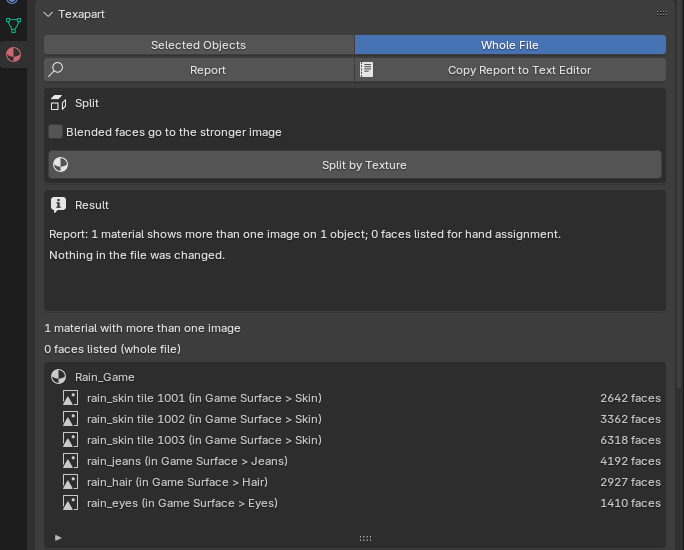 Texapart
Selected Objects
Whole File
Report
Copy Report to Text Editor
Split
Blended faces go to the stronger image
Split by Texture
Result
Report: 1 material shows more than one image on 1 object; 0 faces listed for hand assignment.
Nothing in the file was changed.
1 material with more than one image
0 faces listed (whole file)
Rain_Game
rain_skin tile 1001 (in Game Surface > Skin) 2642 faces
rain_skin tile 1002 (in Game Surface > Skin) 3362 faces
rain_skin tile 1003 (in Game Surface > Skin) 6318 faces
rain_jeans (in Game Surface > Jeans) 4192 faces
rain_hair (in Game Surface > Hair) 2927 faces
rain_eyes (in Game Surface > Eyes) 1410 faces